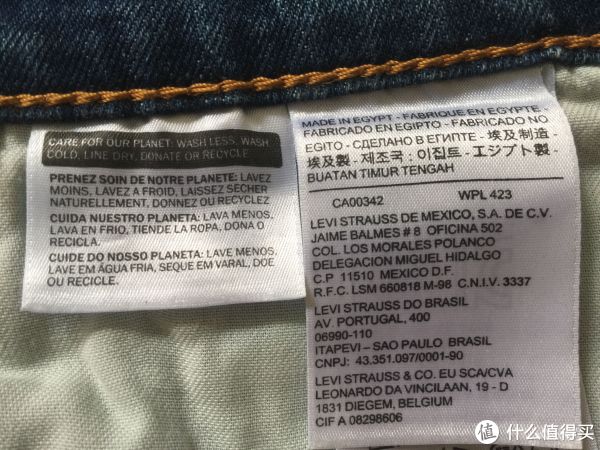 CARE FOR OUR PLANET: WASH LESS, WASH
COLD, LINE DRY, DONATE OR RECYCLE
PRENEZ SOIN DE NOTRE PLANETE: LAVEZ
MOINS, LAVEZ A FROID, LAISSEZ SÉCHER
NATURELLEMENT, DONNEZ OU RECYCLEZ
CUIDA NUESTRO PLANETA: LAVA MENOS,
LAVA EN FRIO, TIENDE LA ROPA, DONA O
RECICLA.
CUIDE DO NOSSO PLANETA: LAVE MENOS,
LAVE EM ÁGUA FRIA, SEQUE EM VARAL, DOE
OU RECICLE.
MADE IN EGYPT - FABRIQUE EN EGYPTE -
FABRICADO EN EGIPTO - FABRICADO NO
EGITO - СДЕЛАНО В ЕГИПТЕ - 埃及制造 -
埃及製 - 제조국 : 이집트 - エジプト製 -
BUATAN TIMUR TENGAH
CA00342 WPL 423
LEVI STRAUSS DE MEXICO, S.A. DE C.V.
JAIME BALMES # 8 OFICINA 502
COL. LOS MORALES POLANCO
DELEGACION MIGUEL HIDALGO
C.P 11510 MEXICO D.F.
R.F.C. LSM 660818 M-98 C.N.I.V. 3337
LEVI STRAUSS DO BRASIL
AV. PORTUGAL, 400
06990-110
ITAPEVI – SAO PAULO BRASIL
CNPJ: 43.351.097/0001-90
LEVI STRAUSS & CO. EU SCA/CVA
LEONARDO DA VINCILAAN, 19 - D
1831 DIEGEM, BELGIUM
CIF A 08298606
值 什么值得买